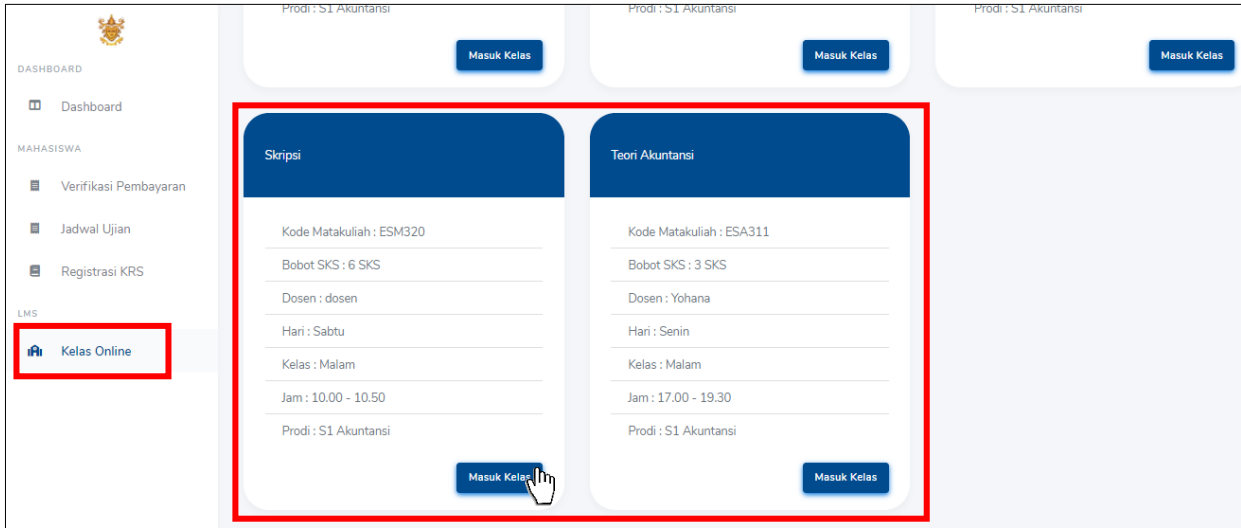 DASHBOARD
Dashboard
MAHASISWA
Verifikasi Pembayaran
Jadwal Ujian
Registrasi KRS
LMS
Kelas Online
Prodi : S1 Akuntansi
Masuk Kelas
Prodi : S1 Akuntansi
Masuk Kelas
Prodi : S1 Akuntansi
Masuk Kelas
Skripsi
Kode Matakuliah : ESM320
Bobot SKS : 6 SKS
Dosen : dosen
Hari : Sabtu
Kelas : Malam
Jam : 10.00 - 10.50
Prodi : S1 Akuntansi
Masuk Kelas
Teori Akuntansi
Kode Matakuliah : ESA311
Bobot SKS : 3 SKS
Dosen : Yohana
Hari : Senin
Kelas : Malam
Jam : 17.00 - 19.30
Prodi : S1 Akuntansi
Masuk Kelas